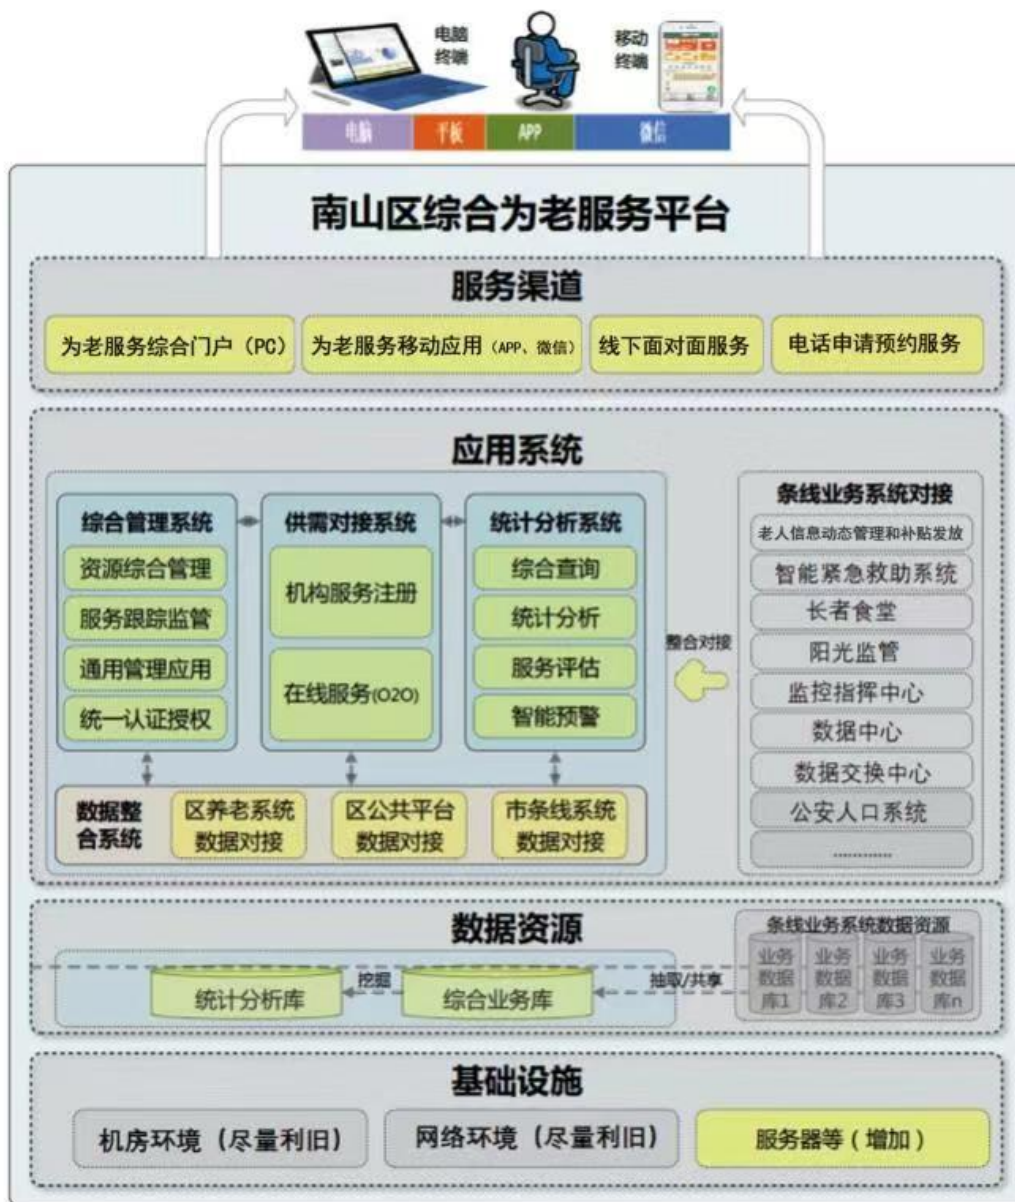 电脑
终端
移动
终端
电脑
平板
APP
微信
南山区综合为老服务平台
服务渠道
为老服务综合门户（PC）
为老服务移动应用（APP、微信）
线下面对面服务
电话申请预约服务
应用系统
综合管理系统
资源综合管理
服务跟踪监管
通用管理应用
统一认证授权
供需对接系统
机构服务注册
在线服务(O2O)
统计分析系统
综合查询
统计分析
服务评估
智能预警
数据整
合系统
区养老系统
数据对接
区公共平台
数据对接
市条线系统
数据对接
整合对接
条线业务系统对接
老人信息动态管理和补贴发放
智能紧急救助系统
长者食堂
阳光监管
监控指挥中心
数据中心
数据交换中心
公安人口系统
…………
数据资源
统计分析库
挖掘
综合业务库
抽取/共享
条线业务系统数据资源
业务
数据
库1
业务
数据
库2
业务
数据
库3
业务
数据
库n
基础设施
机房环境（尽量利旧）
网络环境（尽量利旧）
服务器等（增加）